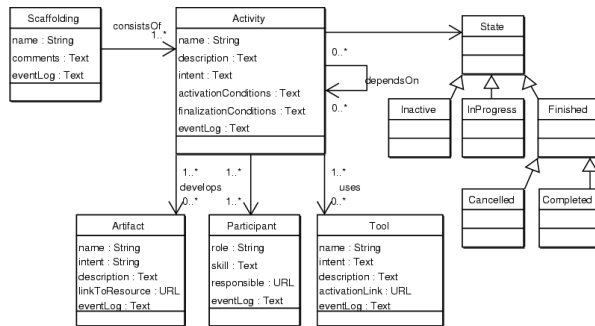 Scaffolding
name : String
comments : Text
eventLog : Text
consistsOf
1..*
Activity
name : String
description : Text
intent : Text
activationConditions : Text
finalizationConditions : Text
eventLog : Text
0..*
dependsOn
0..*
State
Inactive
InProgress
Finished
Cancelled
Completed
1..*
develops
0..*
1..*
1..*
1..*
uses
0..*
Artifact
name : String
intent : String
description : Text
linkToResource : URL
eventLog : Text
Participant
role : String
skill : Text
responsible : URL
eventLog : Text
Tool
name : String
intent : Text
description : Text
activationLink : URL
eventLog : Text